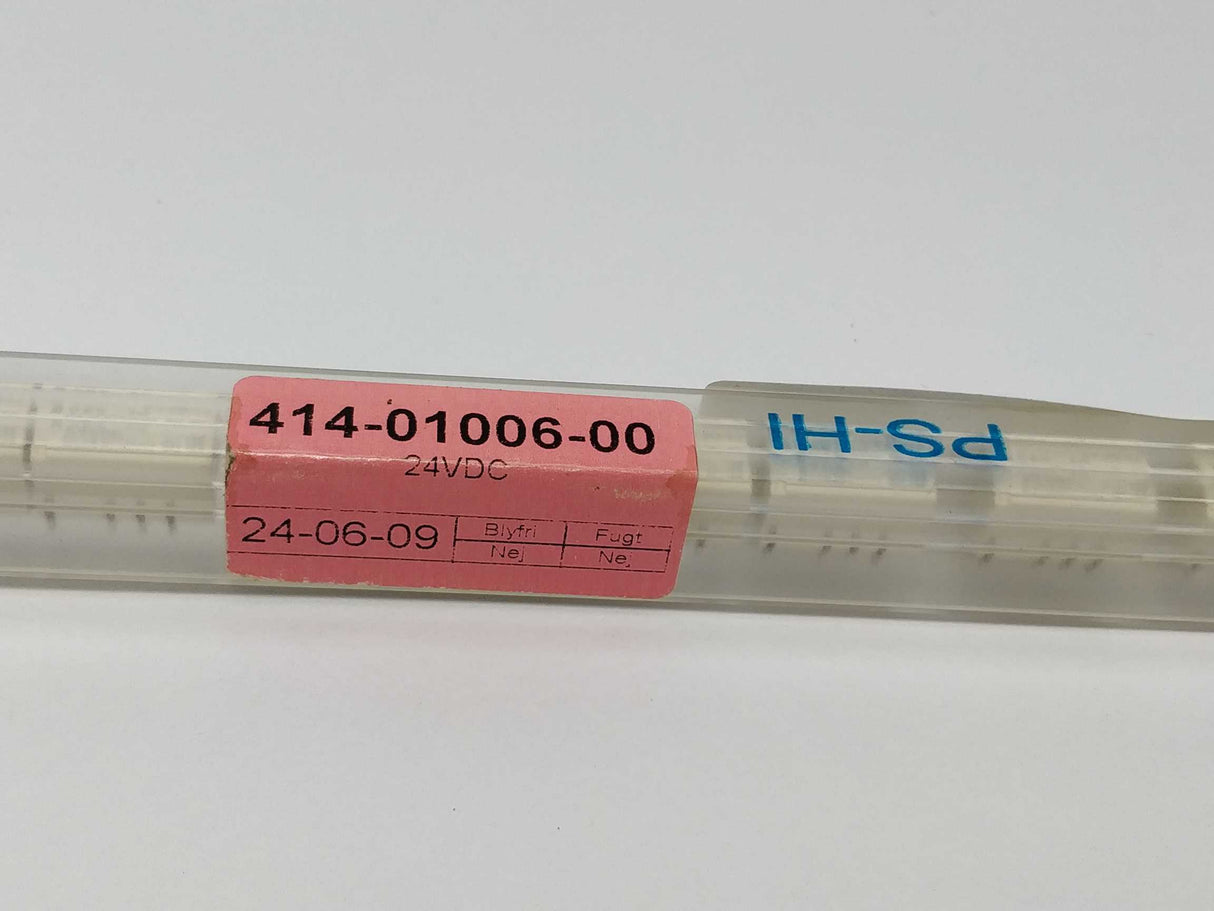 414-01006-00
24VDC
24-06-09
Blyfri Fugt
Nej Nej
PS-HI